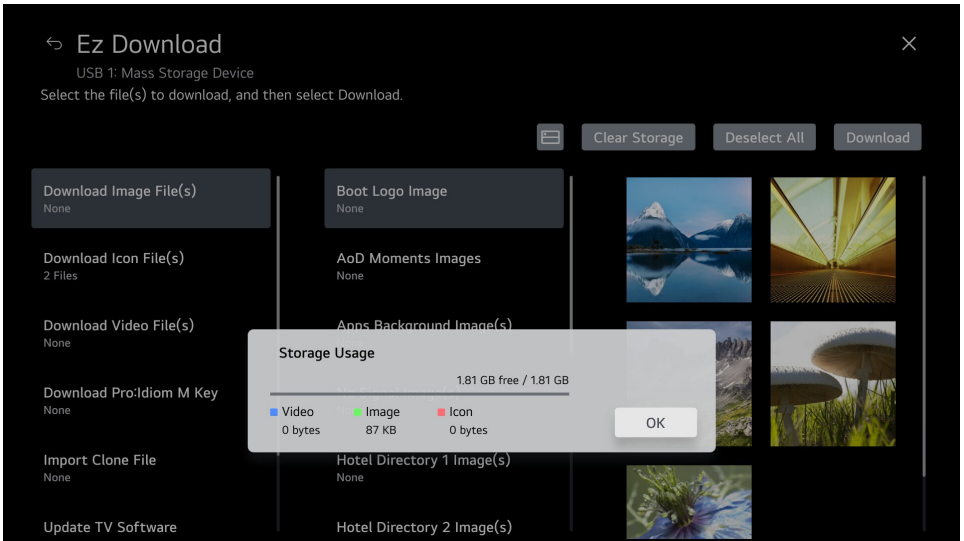 Ez Download
USB 1: Mass Storage Device
Select the file(s) to download, and then select Download.
Clear Storage
Deselect All
Download
Download Image File(s)
None
Download Icon File(s)
2 Files
Download Video File(s)
None
Download Pro:Idiom M Key
None
Import Clone File
None
Update TV Software
Boot Logo Image
None
AoD Moments Images
None
Apps Background Image(s)
Hotel Directory 1 Image(s)
None
Hotel Directory 2 Image(s)
Storage Usage
1.81 GB free / 1.81 GB
Video
0 bytes
Image
87 KB
Icon
0 bytes
OK